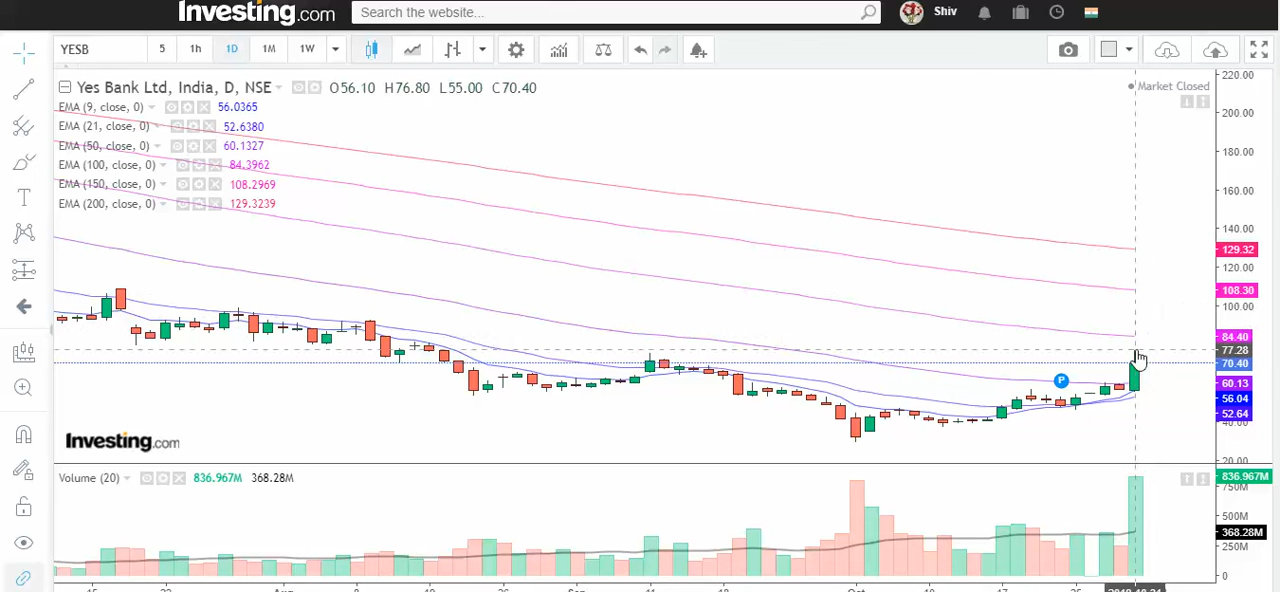 Investing.com Search the website... Shiv
YESB 5 1h 1D 1M 1W
Yes Bank Ltd, India, D, NSE O56.10 H76.80 L55.00 C70.40
Market Closed
EMA (9, close, 0) 56.0365
EMA (21, close, 0) 52.6380
EMA (50, close, 0) 60.1327
EMA (100, close, 0) 84.3962
EMA (150, close, 0) 108.2969
EMA (200, close, 0) 129.3239
220.00
200.00
180.00
160.00
140.00
129.32
120.00
108.30
100.00
84.40
77.28
70.40
60.13
56.04
52.64
40.00
20.00
P
Investing.com
Volume (20) 836.967M 368.28M
836.967M
750M
500M
368.28M
250M
0